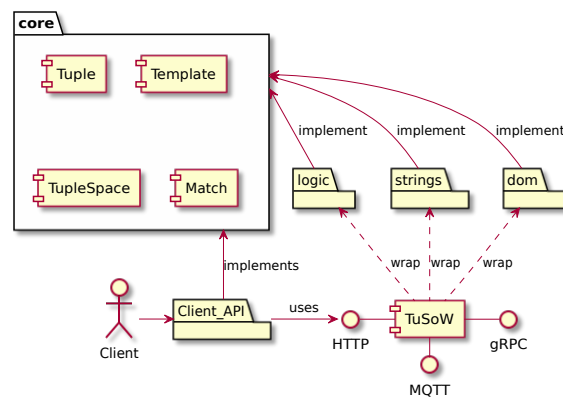 core
Tuple
Template
implement
implement
implement
TupleSpace
Match
logic
strings
dom
wrap
wrap
wrap
implements
Client_API
uses
TuSoW
Client
HTTP
gRPC
MQTT